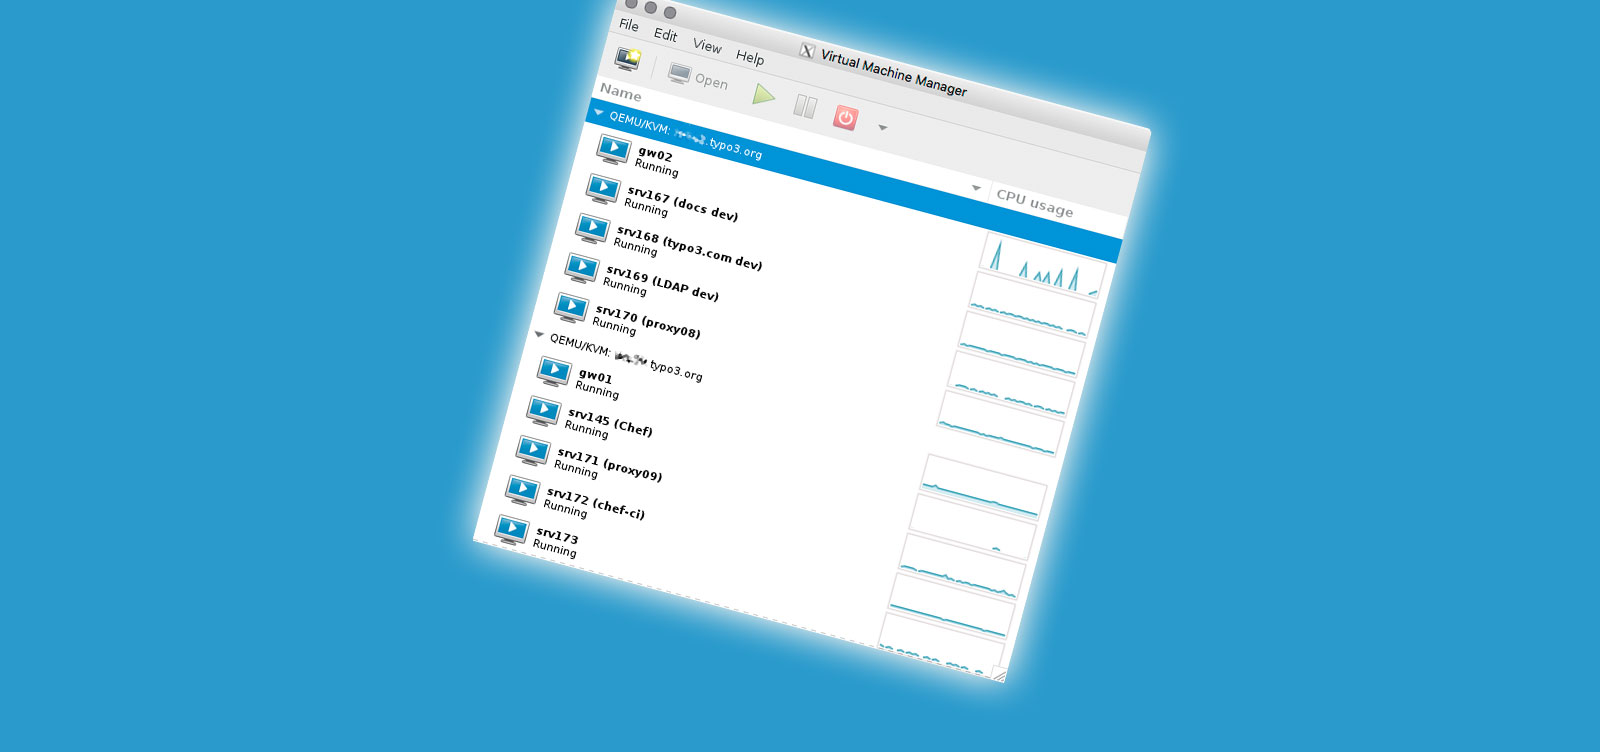 Virtual Machine Manager
File Edit View Help
Open
Name CPU usage
QEMU/KVM: .typo3.org
gw02
Running
srv167 (docs dev)
Running
srv168 (typo3.com dev)
Running
srv169 (LDAP dev)
Running
srv170 (proxy08)
Running
QEMU/KVM: typo3.org
gw01
Running
srv145 (Chef)
Running
srv171 (proxy09)
Running
srv172 (chef-ci)
Running
srv173
Running